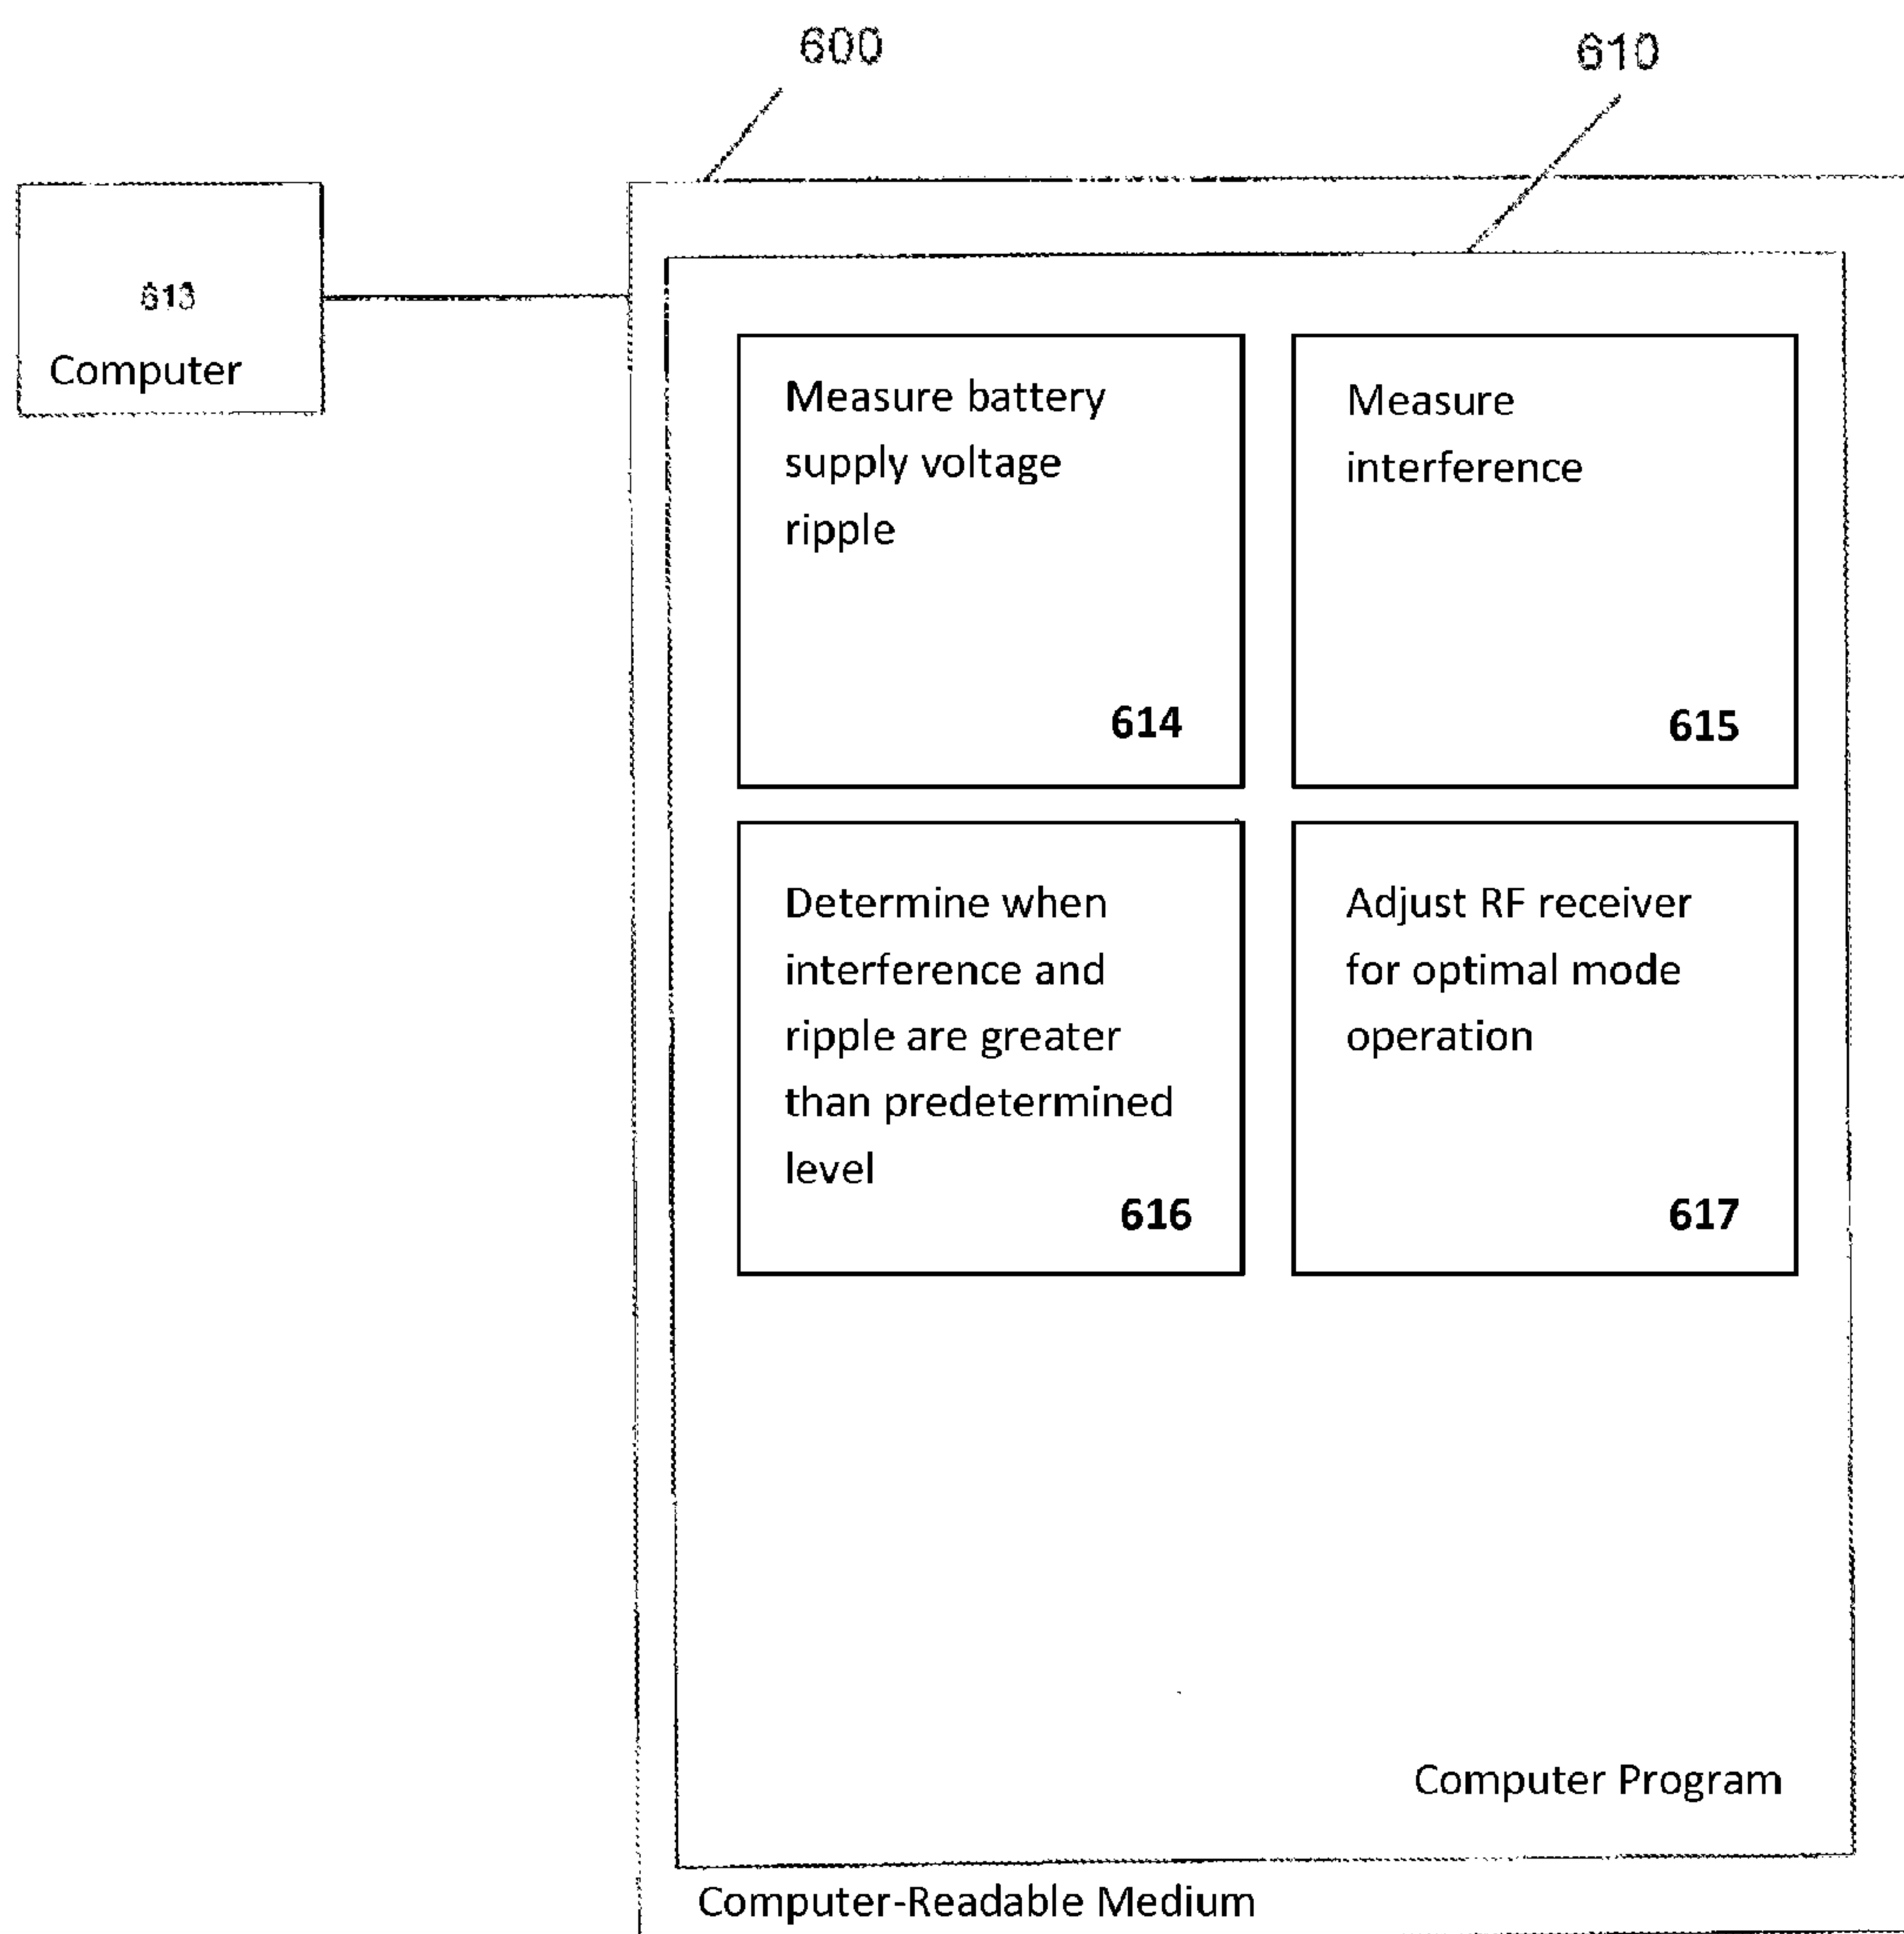 600
610
613
Computer
Measure battery
supply voltage
ripple
614
Measure
interference
615
Determine when
interference and
ripple are greater
than predetermined
level
616
Adjust RF receiver
for optimal mode
operation
617
Computer Program
Computer-Readable Medium